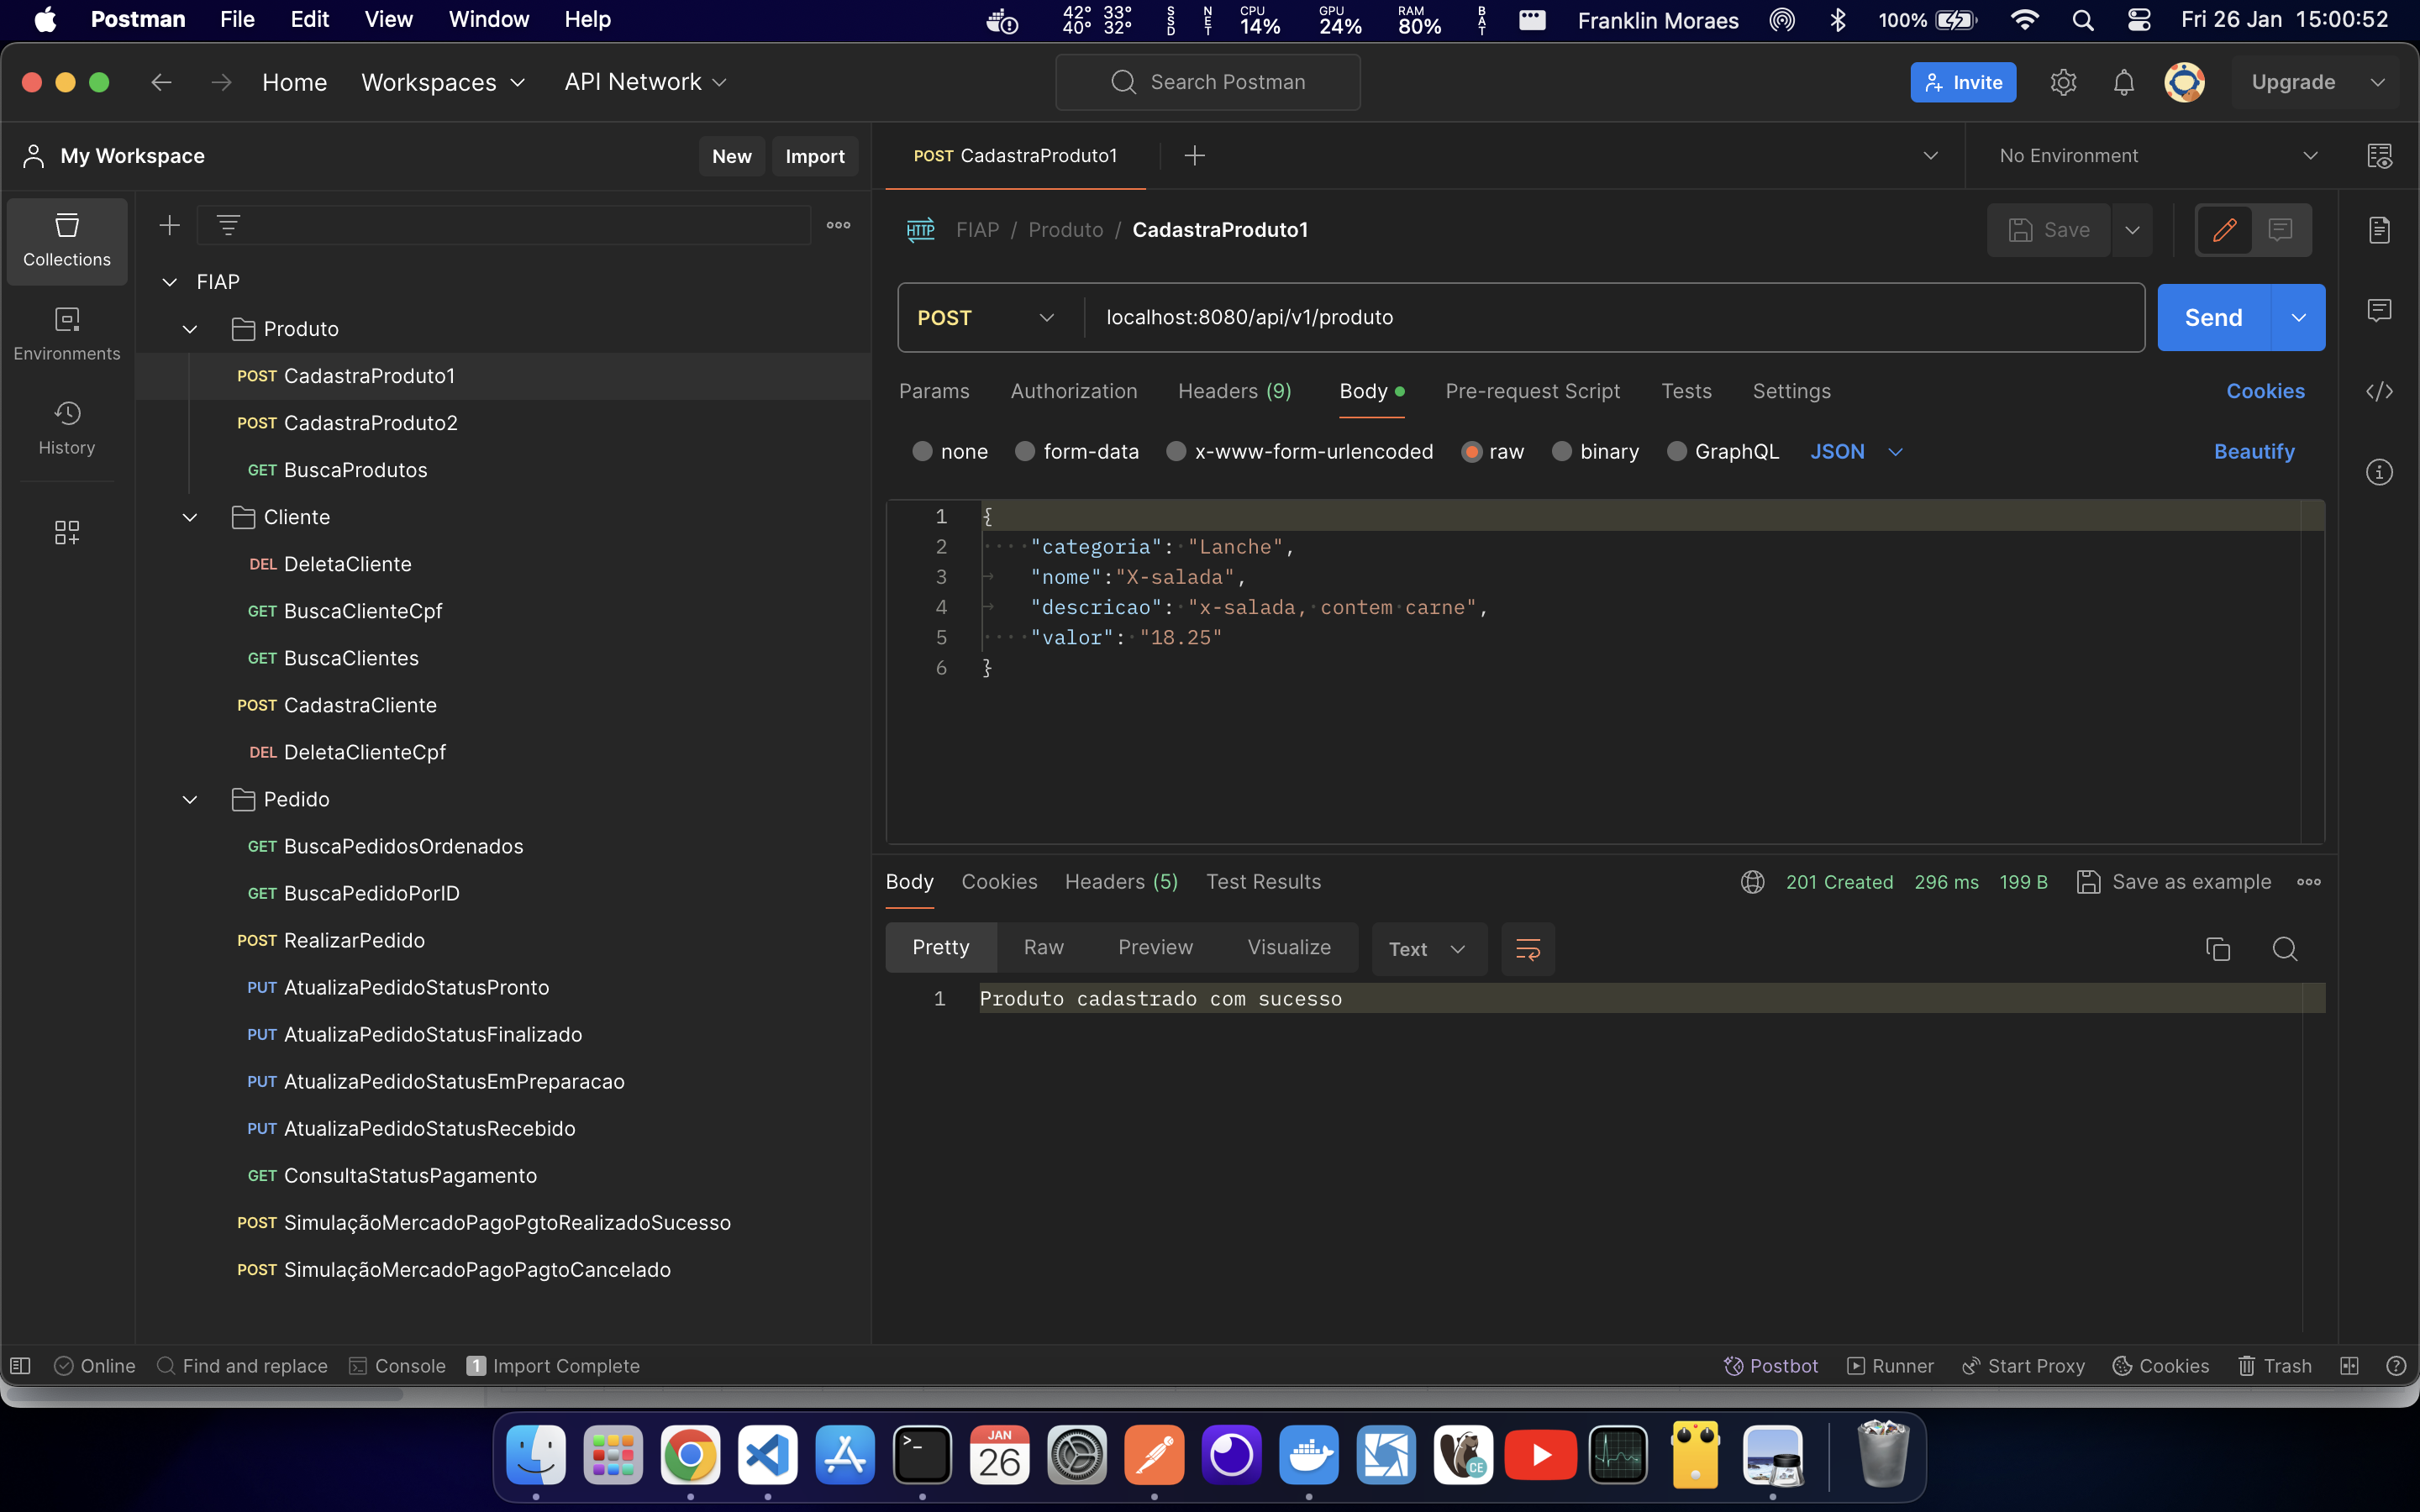 Postman File Edit View Window Help 42° 33° 40° 32° SSD NET CPU 14% GPU 24% RAM 80% BAT Franklin Moraes 100% Fri 26 Jan 15:00:52
Home Workspaces API Network Search Postman Invite Upgrade
My Workspace New Import POST CadastraProduto1 No Environment
Collections
Environments
History
FIAP
Produto
POST CadastraProduto1
POST CadastraProduto2
GET BuscaProdutos
Cliente
DEL DeletaCliente
GET BuscaClienteCpf
GET BuscaClientes
POST CadastraCliente
DEL DeletaClienteCpf
Pedido
GET BuscaPedidosOrdenados
GET BuscaPedidoPorID
POST RealizarPedido
PUT AtualizaPedidoStatusPronto
PUT AtualizaPedidoStatusFinalizado
PUT AtualizaPedidoStatusEmPreparacao
PUT AtualizaPedidoStatusRecebido
GET ConsultaStatusPagamento
POST SimulaçãoMercadoPagoPgtoRealizadoSucesso
POST SimulaçãoMercadoPagoPagtoCancelado
HTTP FIAP / Produto / CadastraProduto1 Save
POST localhost:8080/api/v1/produto Send
Params Authorization Headers (9) Body Pre-request Script Tests Settings Cookies
none form-data x-www-form-urlencoded raw binary GraphQL JSON Beautify
1 {
2 "categoria": "Lanche",
3 "nome":"X-salada",
4 "descricao": "x-salada, contem carne",
5 "valor": "18.25"
6 }
Body Cookies Headers (5) Test Results 201 Created 296 ms 199 B Save as example
Pretty Raw Preview Visualize Text
1 Produto cadastrado com sucesso
Online Find and replace Console 1 Import Complete Postbot Runner Start Proxy Cookies Trash
JAN
26
CE